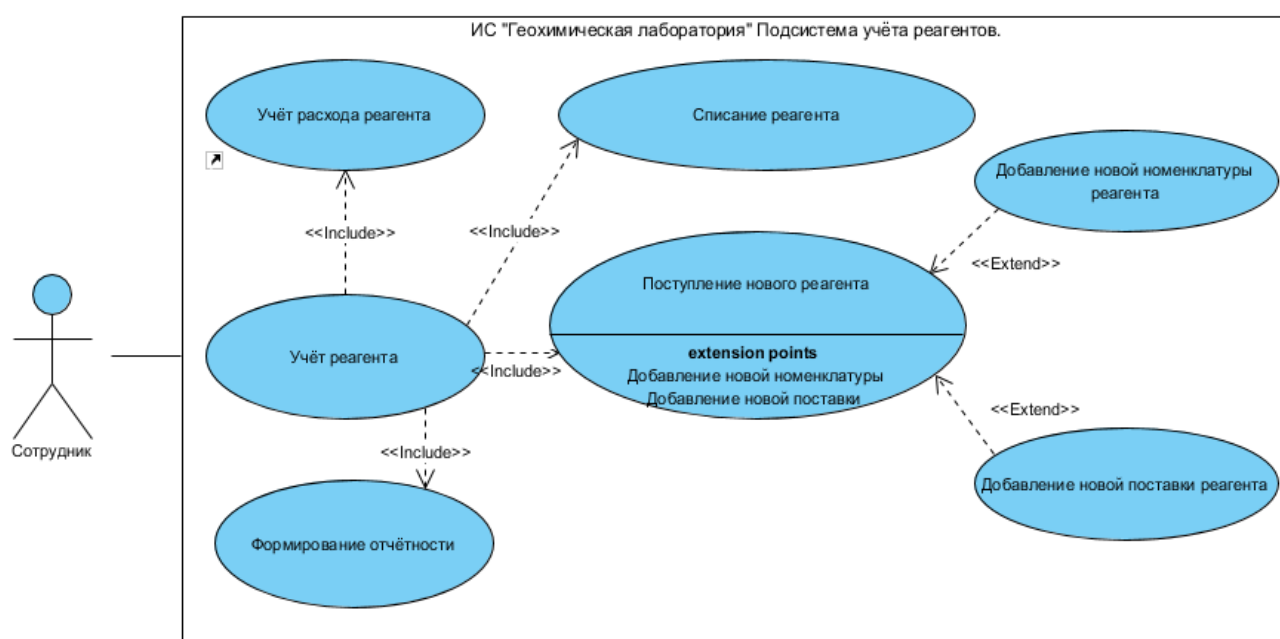 ИС "Геохимическая лаборатория" Подсистема учёта реагентов.
Учёт расхода реагента
Списание реагента
Добавление новой номенклатуры
реагента
<<Include>>
<<Include>>
<<Extend>>
Поступление нового реагента
Учёт реагента
<<Include>>
extension points
Добавление новой номенклатуры
Добавление новой поставки
<<Extend>>
Сотрудник
<<Include>>
Добавление новой поставки реагента
Формирование отчётности